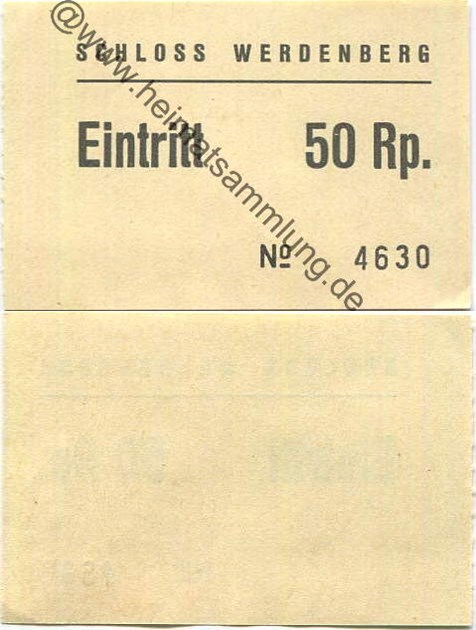 SCHLOSS WERDENBERG
Eintritt 50 Rp.
Nº 4630
@www.heimatsammlung.de